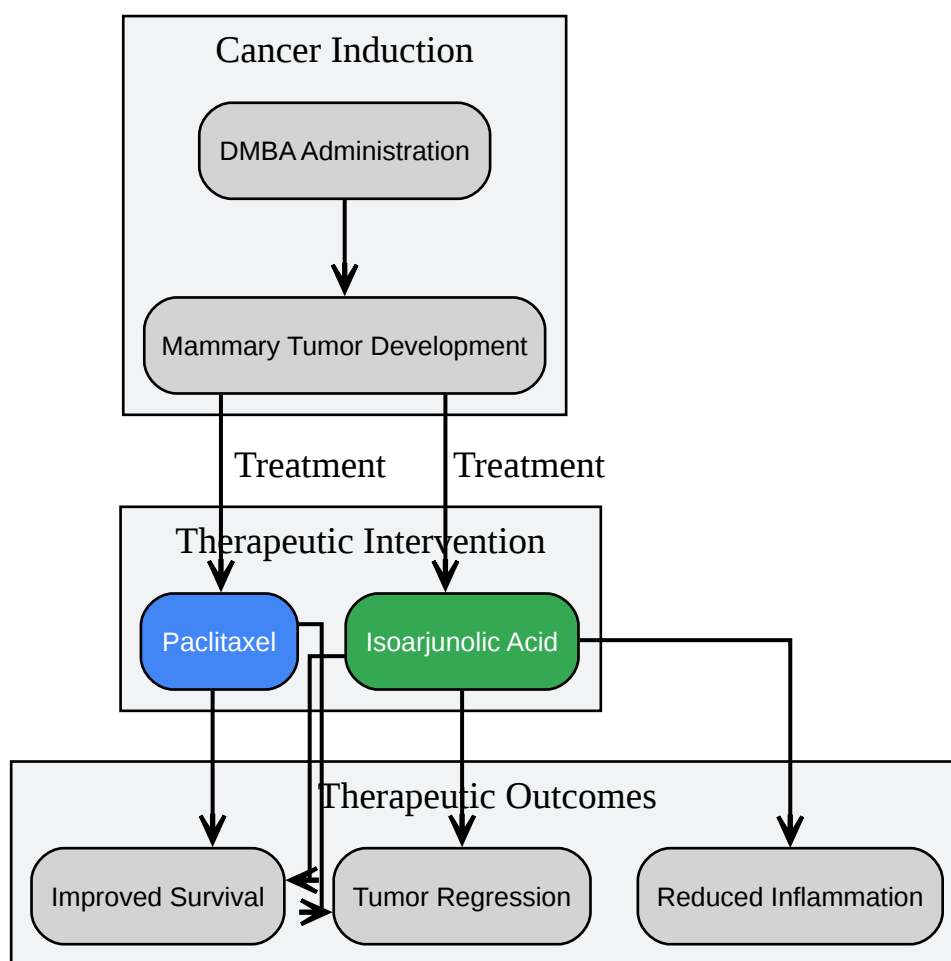 Cancer Induction
DMBA Administration
Mammary Tumor Development
Treatment
Treatment
Therapeutic Intervention
Paclitaxel
Isoarjunolic Acid
Therapeutic Outcomes
Improved Survival
Tumor Regression
Reduced Inflammation